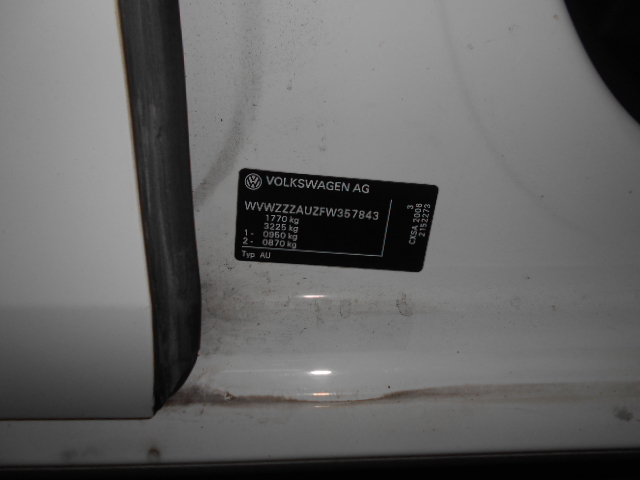 VOLKSWAGEN AG
WVWZZZAUZFW357843
1770 kg
3225 kg
1 - 0950 kg
2 - 0870 kg
Typ AU
3
CXSA 2008
2152273